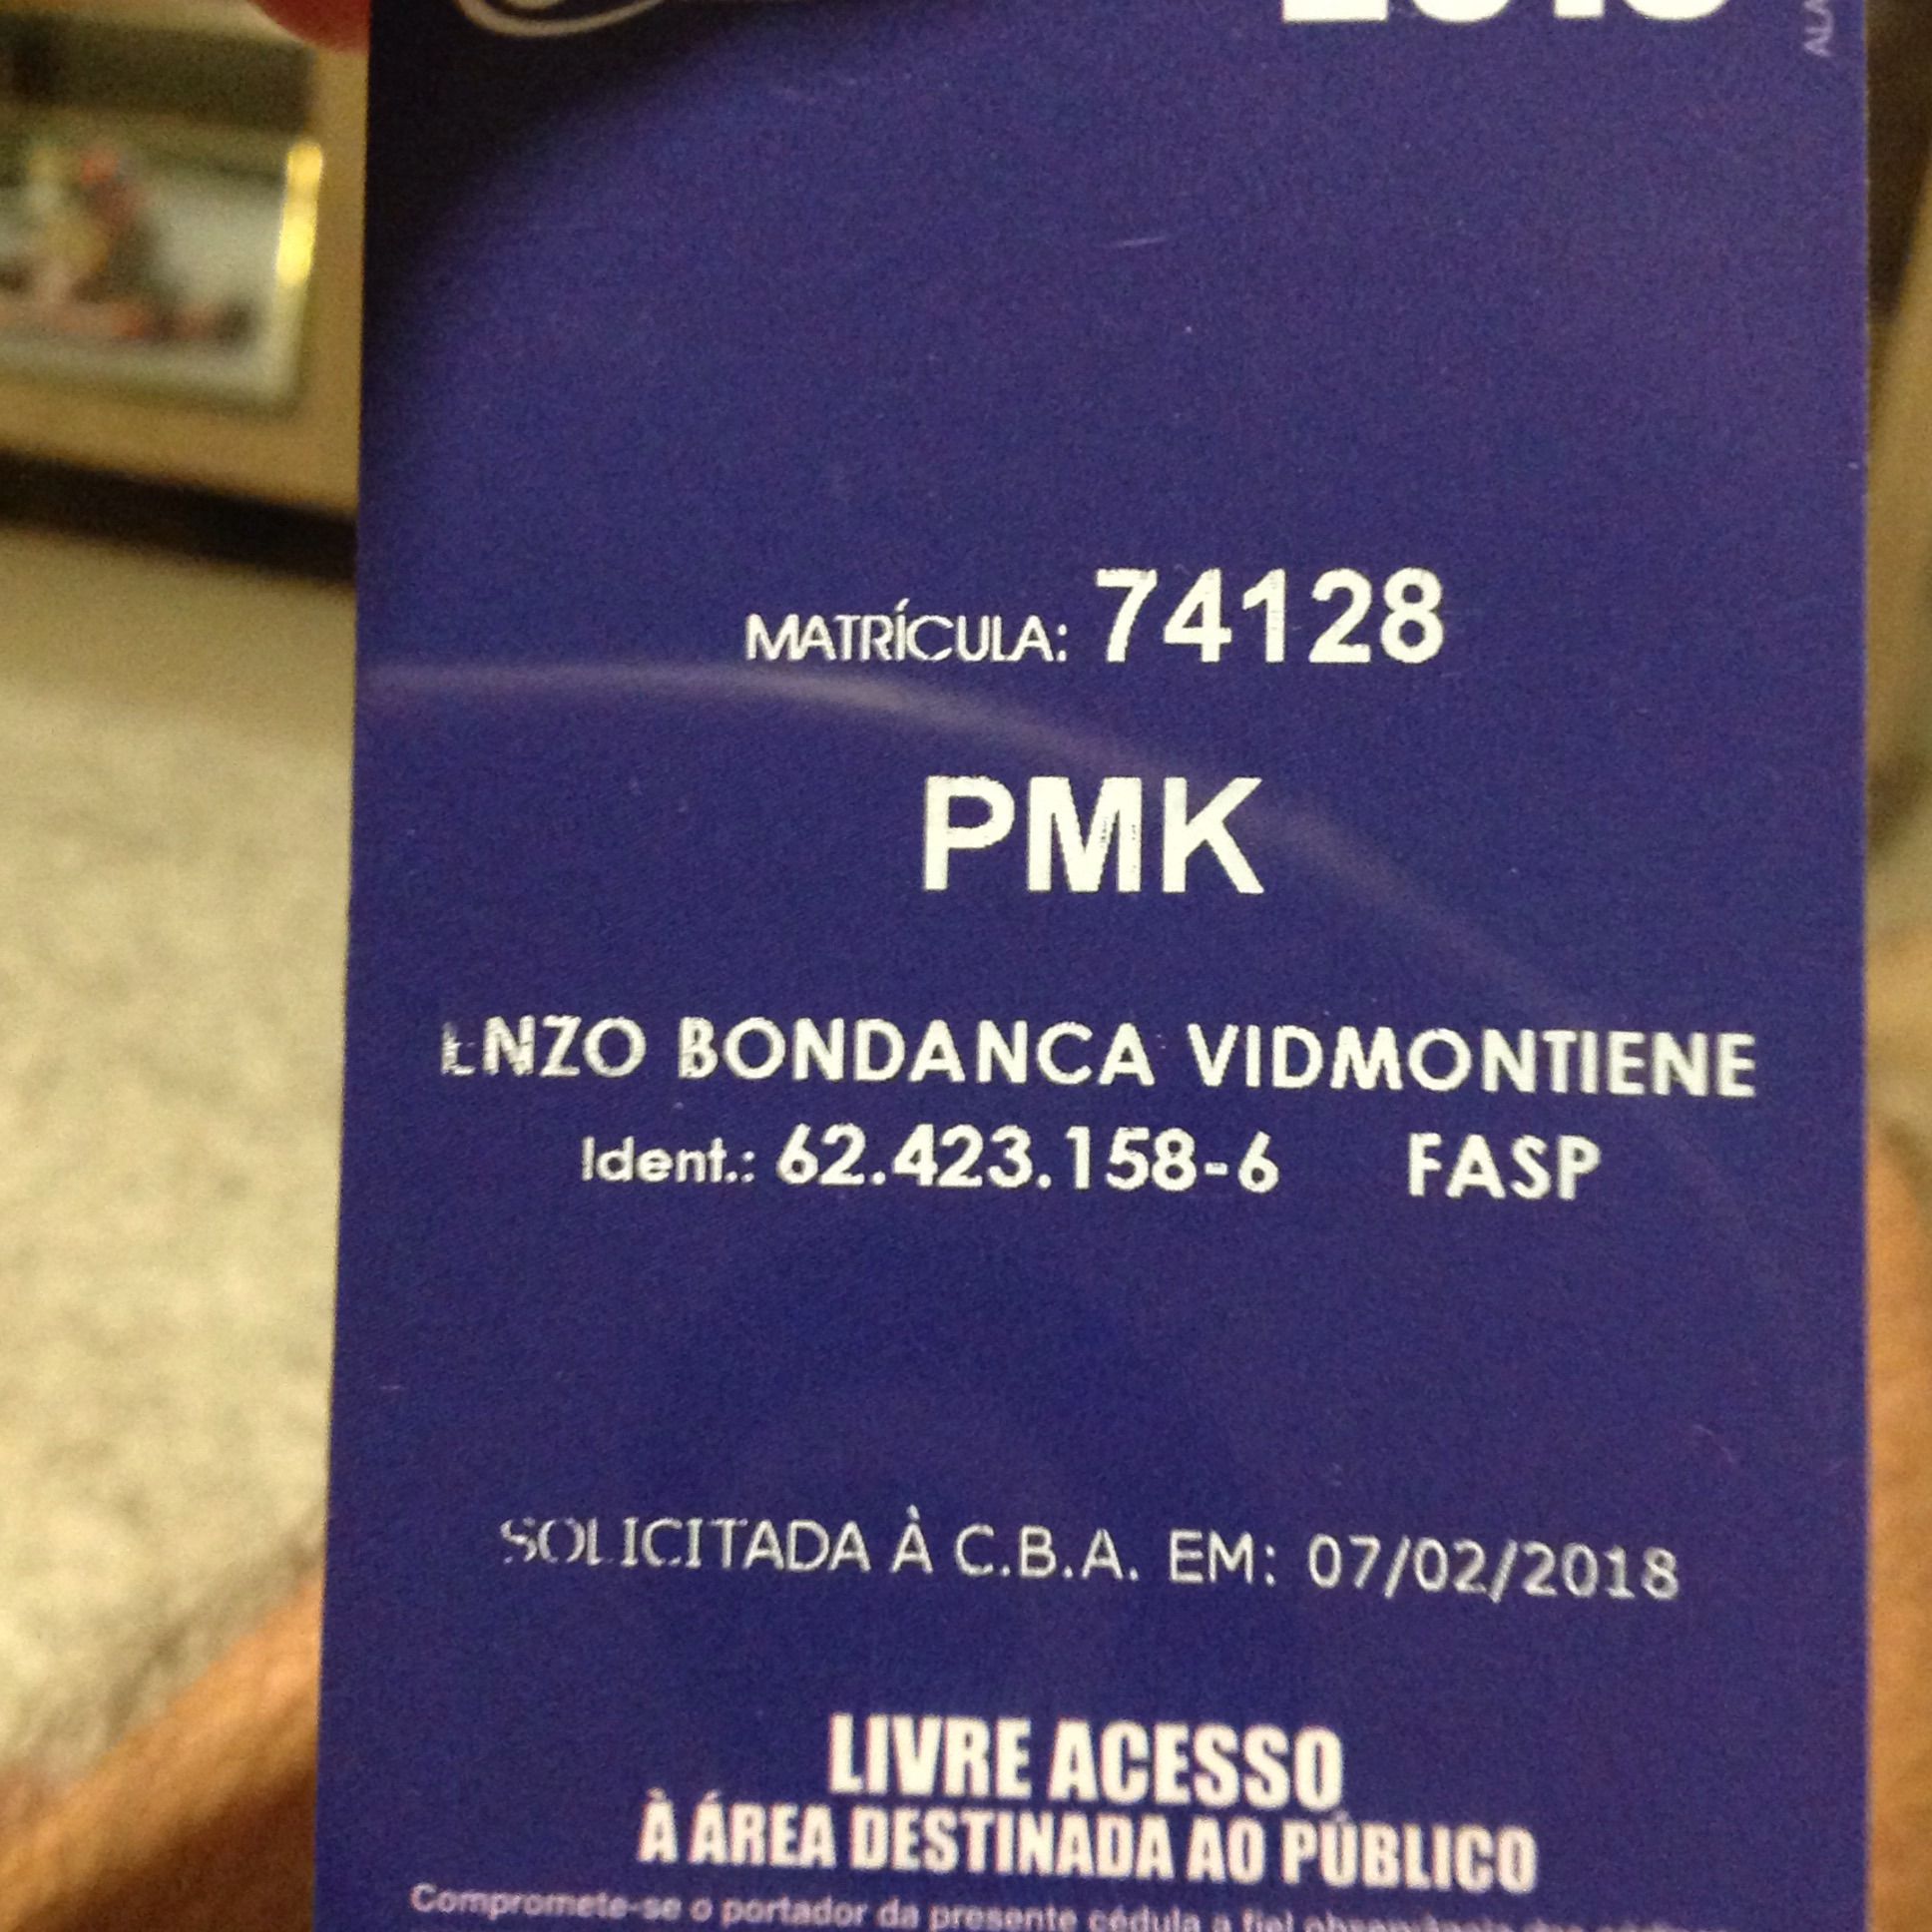 MATRÍCULA: 74128
PMK
ENZO BONDANCA VIDMONTIENE
Ident.: 62.423.158-6 FASP
SOLICITADA À C.B.A. EM: 07/02/2018
LIVRE ACESSO
À ÁREA DESTINADA AO PÚBLICO
Compromete-se o portador da presente cédula a fiel